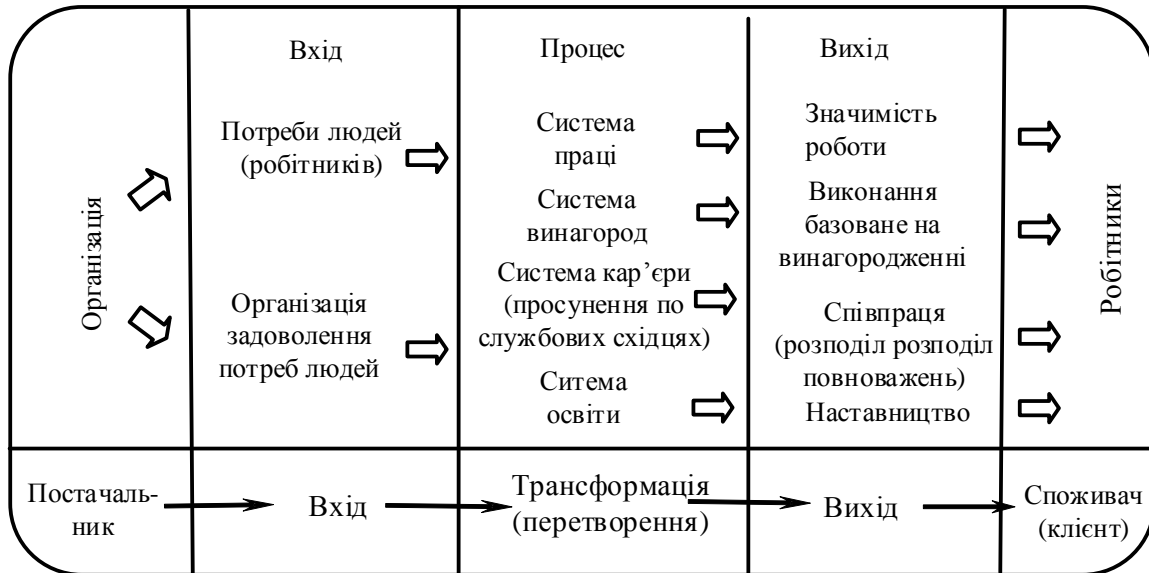 Організація
Вхід
Потреби людей
(робітників)
Організація
задоволення
потреб людей
Процес
Система
праці
Система
винагород
Система кар’єри
(просунення по
службових східцях)
Ситема
освіти
Вихід
Значимість
роботи
Виконання
базоване на
винагородженні
Співпраця
(розподіл розподіл
повноважень)
Наставництво
Робітники
Постачаль-
ник
Вхід
Трансформація
(перетворення)
Вихід
Споживач
(клієнт)